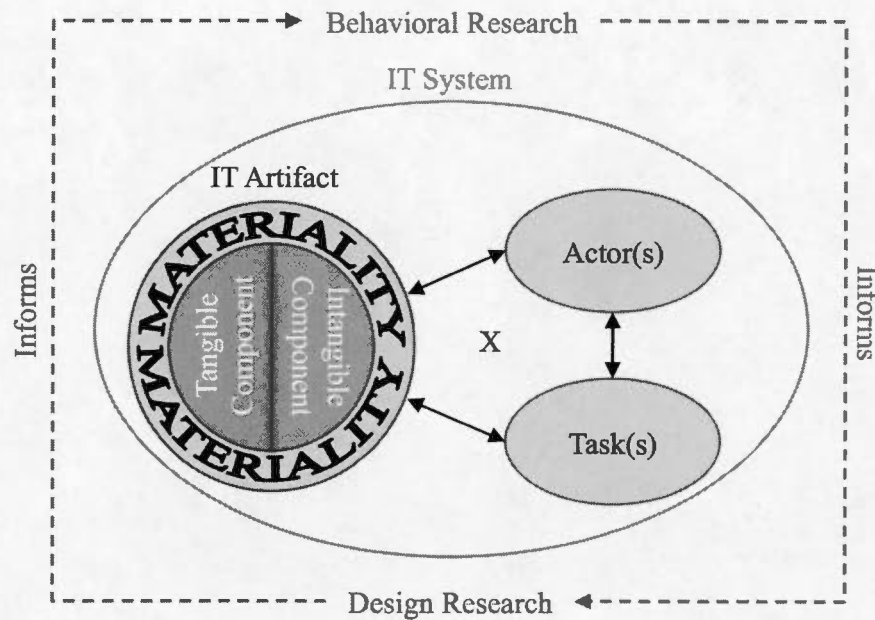 Behavioral Research
IT System
IT Artifact
MATERIALITY
MATERIALITY
Tangible
Component
Intangible
Component
Actor(s)
X
Task(s)
Informs
Informs
Design Research